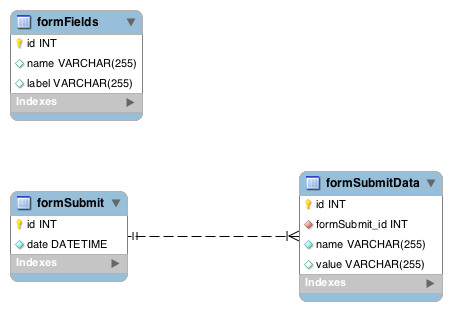 formFields
id INT
name VARCHAR(255)
label VARCHAR(255)
Indexes
formSubmit
id INT
date DATETIME
Indexes
formSubmitData
id INT
formSubmit_id INT
name VARCHAR(255)
value VARCHAR(255)
Indexes